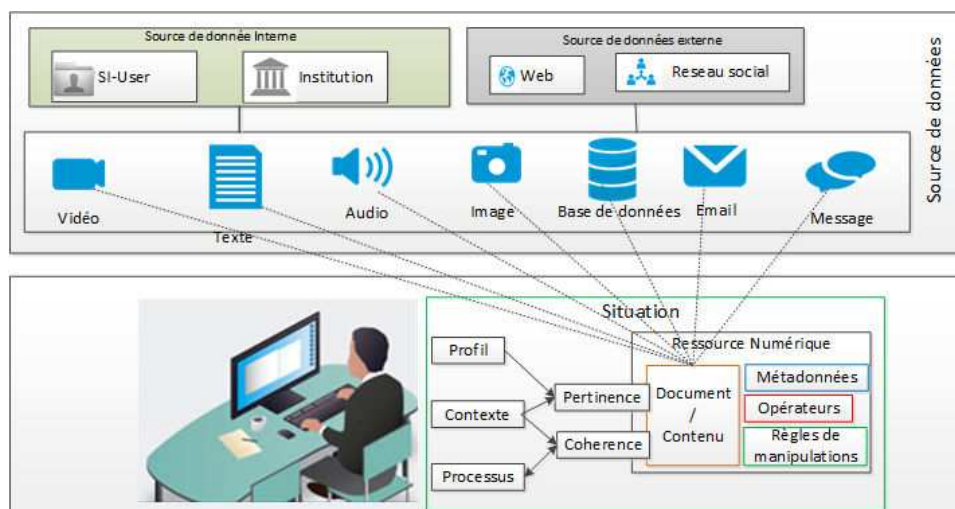 Source de donnée Interne
SI-User
Institution
Source de données externe
Web
Reseau social
Source de données
Vidéo
Texte
Audio
Image
Base de données
Email
Message
Situation
Ressource Numérique
Profil
Contexte
Processus
Pertinence
Coherence
Document
/
Contenu
Métadonnées
Opérateurs
Règles de
manipulations